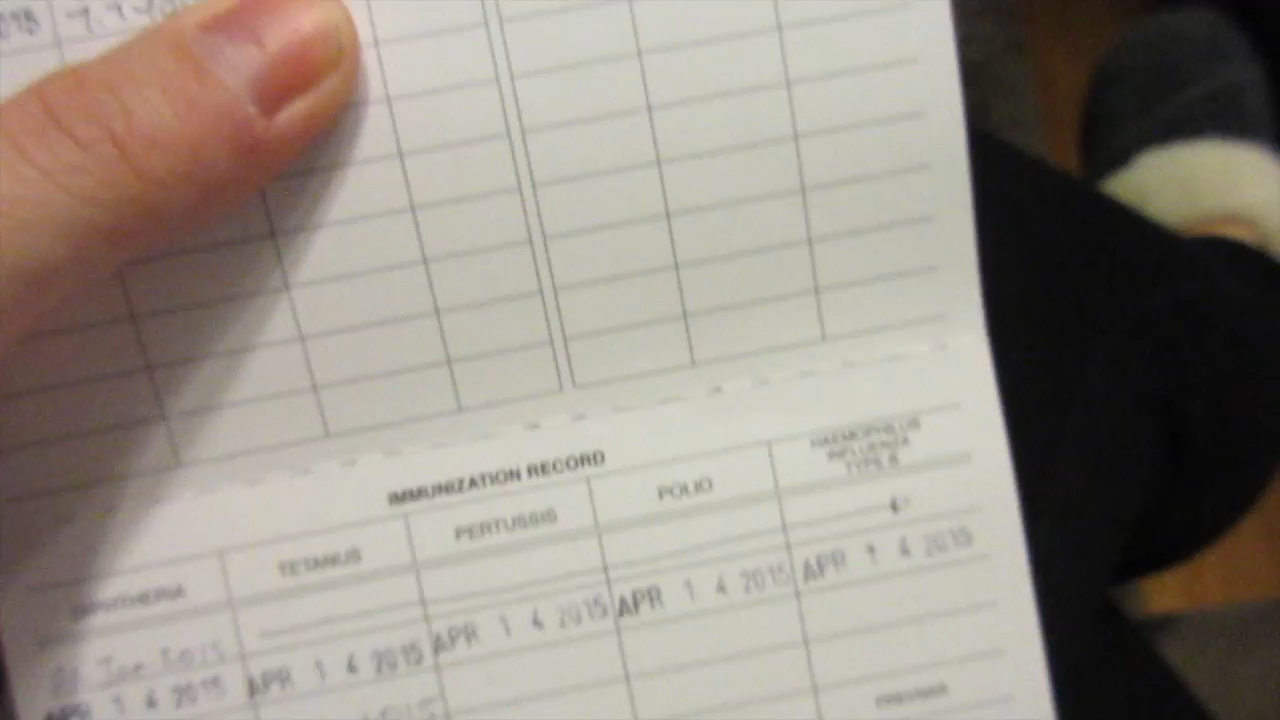 IMMUNIZATION RECORD
DIPHTHERIA TETANUS PERTUSSIS POLIO HAEMOPHILUS
INFLUENZA
TYPE B
APR 1 4 2015 APR 1 4 2015 APR 1 4 2015 APR 1 4 2015 APR 1 4 2015